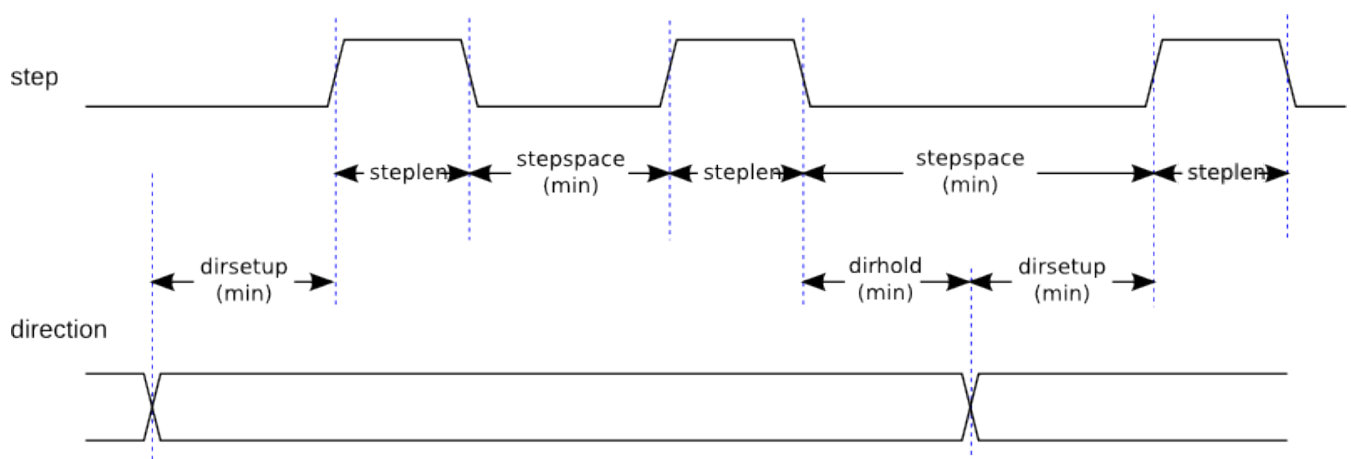 step
steplen
stepspace
(min)
steplen
stepspace
(min)
steplen
dirsetup
(min)
dirhold
(min)
dirsetup
(min)
direction